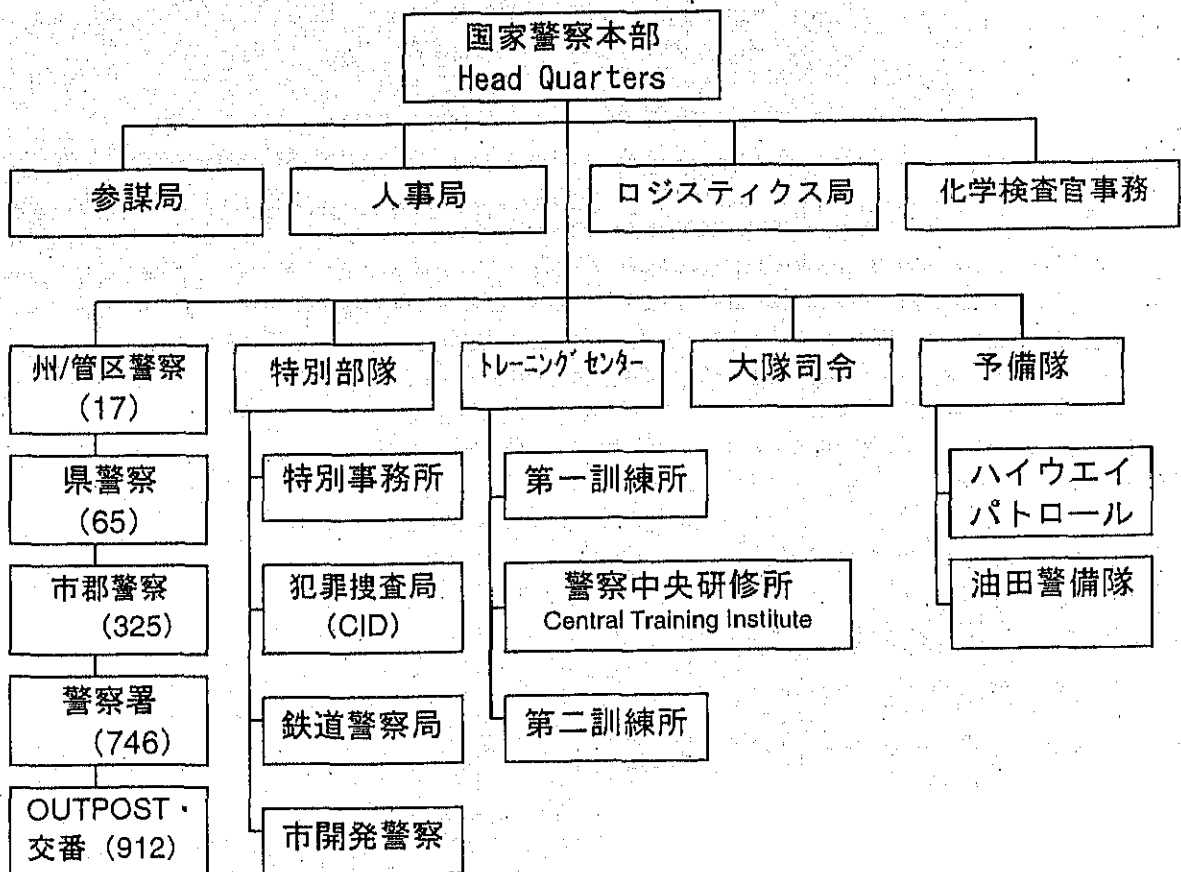 国家警察本部
Head Quarters
参謀局
人事局
ロジスティクス局
化学検査官事務
州/管区警察
(17)
特別部隊
トレーニングセンター
大隊司令
予備隊
県警察
(65)
市郡警察
(325)
警察署
(746)
OUTPOST・
交番 (912)
特別事務所
犯罪捜査局
(CID)
鉄道警察局
市開発警察
第一訓練所
警察中央研修所
Central Training Institute
第二訓練所
ハイウエイ
パトロール
油田警備隊